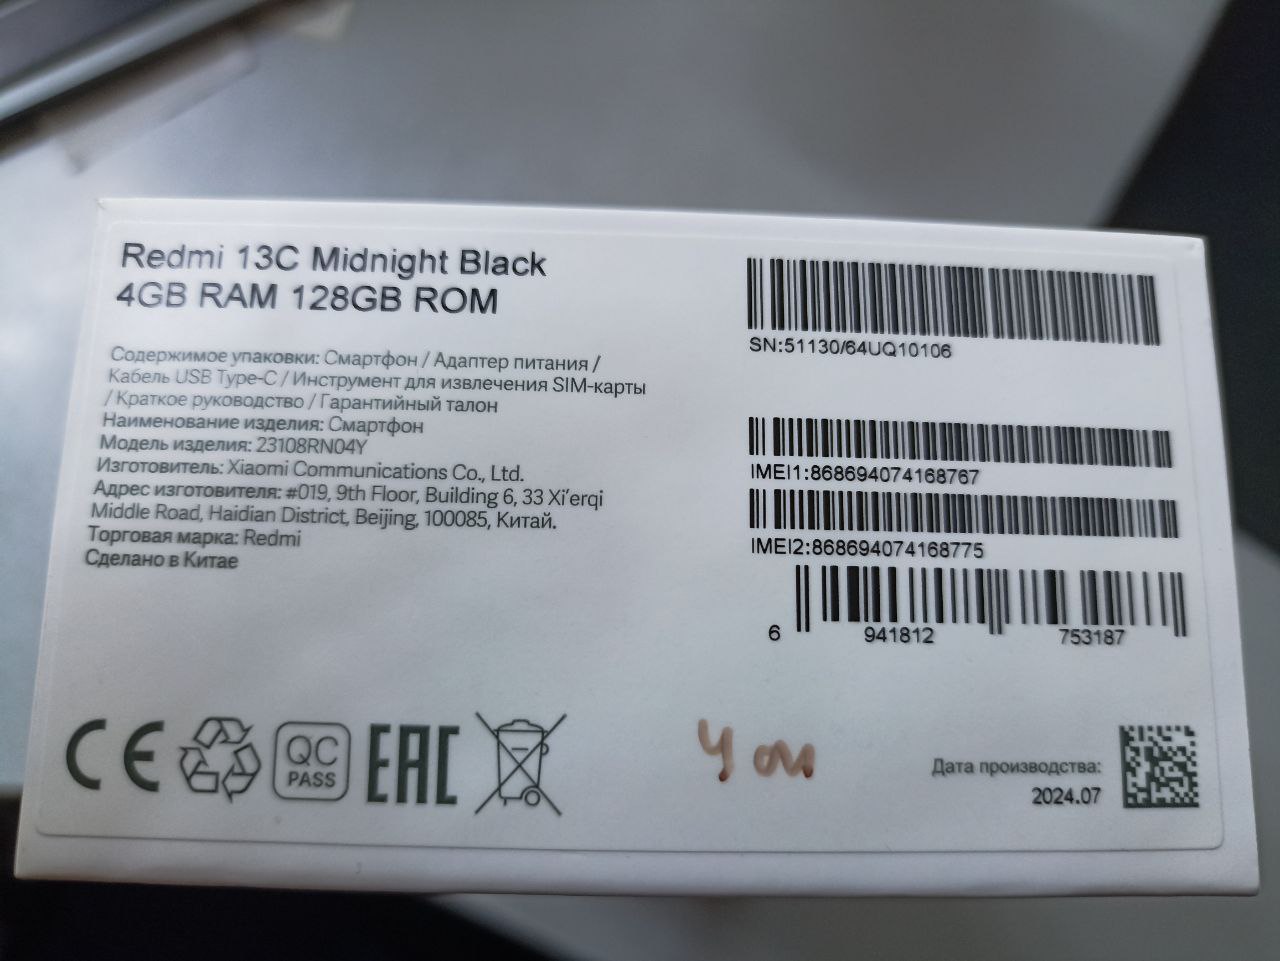 Redmi 13C Midnight Black
4GB RAM 128GB ROM
Содержимое упаковки: Смартфон / Адаптер питания /
Кабель USB Type-C / Инструмент для извлечения SIM-карты
/ Краткое руководство / Гарантийный талон
Наименование изделия: Смартфон
Модель изделия: 23108RN04Y
Изготовитель: Xiaomi Communications Co., Ltd.
Адрес изготовителя: #019, 9th Floor, Building 6, 33 Xi'erqi
Middle Road, Haidian District, Beijing, 100085, Китай.
Торговая марка: Redmi
Сделано в Китае
SN:51130/64UQ10106
IMEI1:868694074168767
IMEI2:868694074168775
6 941812 753187
CE
QC
PASS
EAC
Дата производства:
2024.07